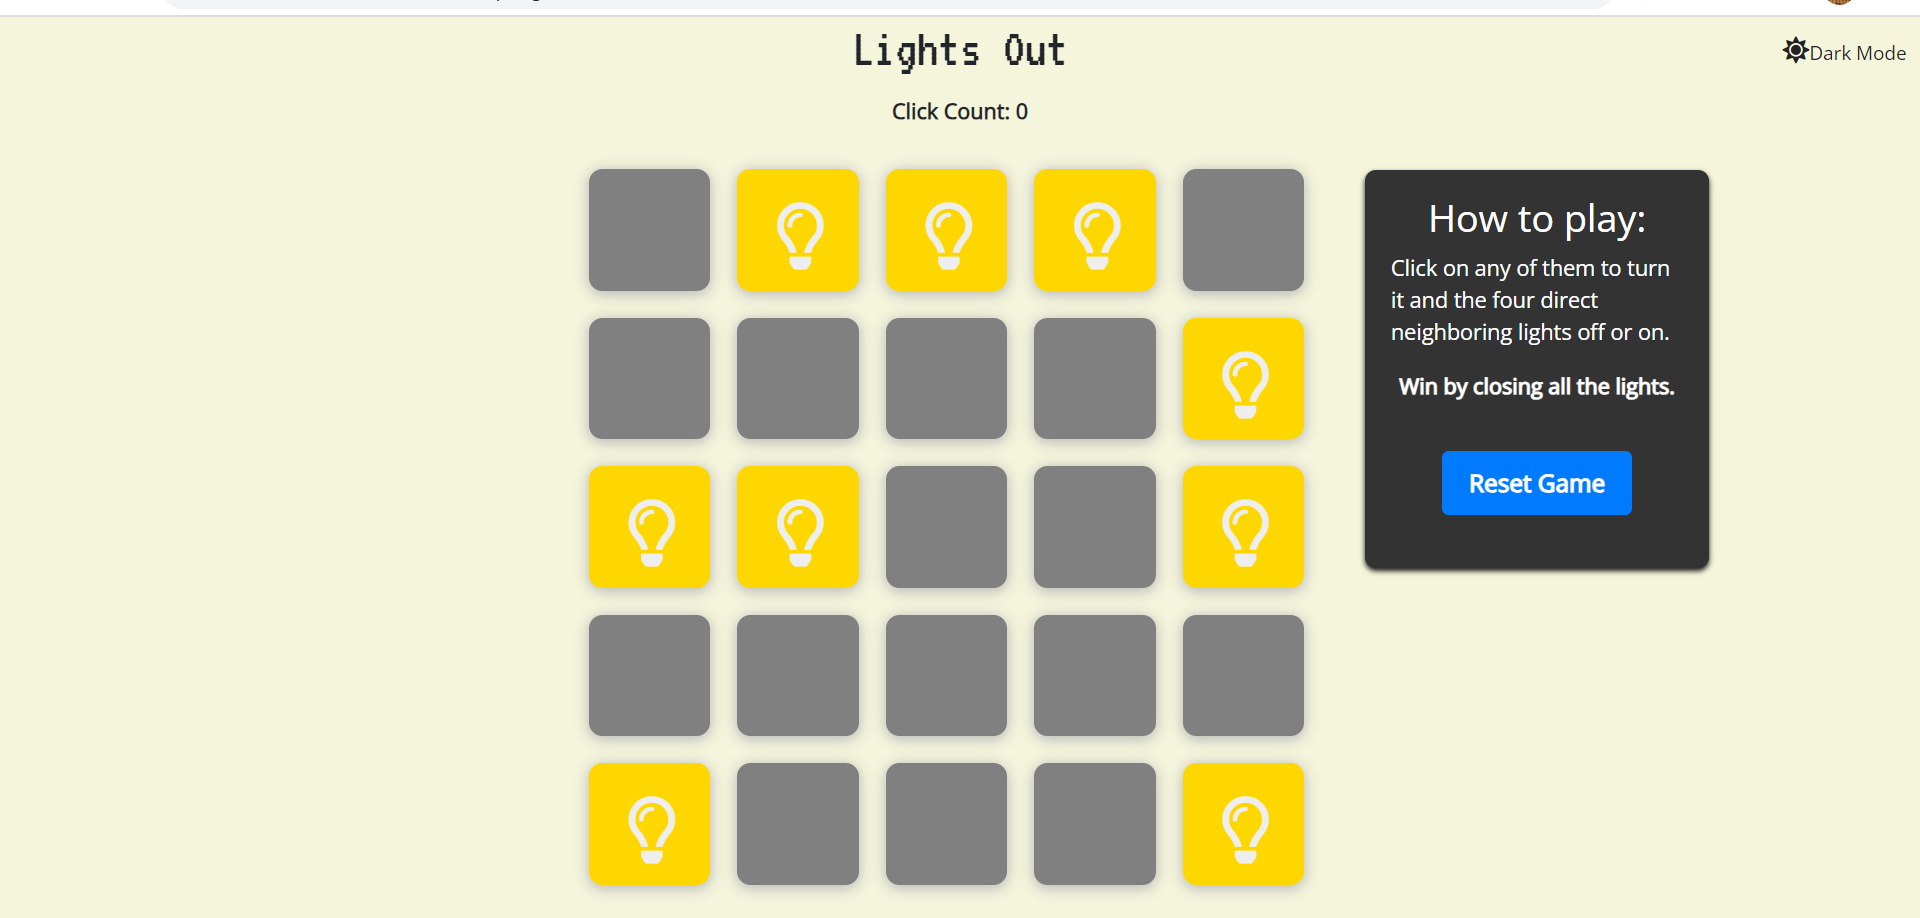 Lights Out
Dark Mode
Click Count: 0
How to play:
Click on any of them to turn
it and the four direct
neighboring lights off or on.
Win by closing all the lights.
Reset Game